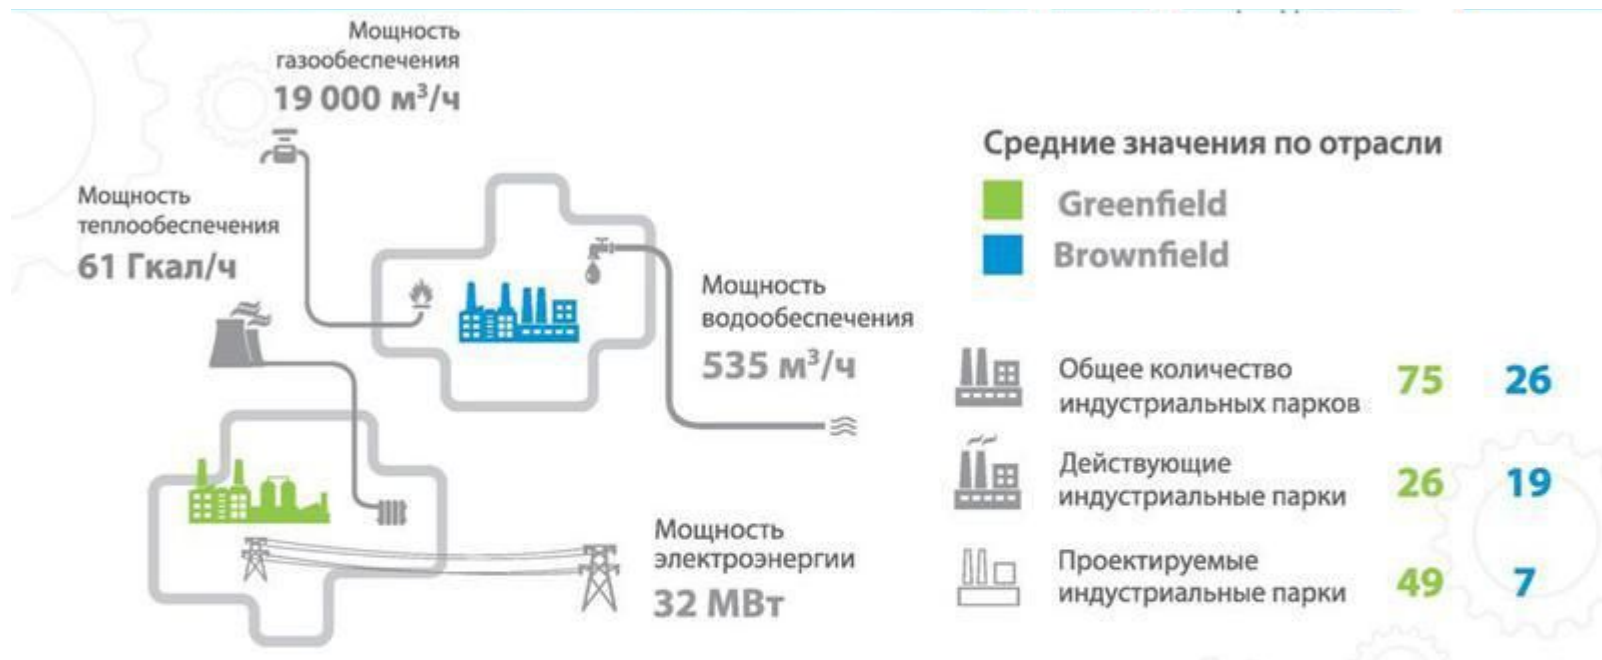 Мощность
газообеспечения
19 000 м³/ч
Мощность
теплообеспечения
61 Гкал/ч
Мощность
водообеспечения
535 м³/ч
Мощность
электроэнергии
32 МВт
Средние значения по отрасли
Greenfield
Brownfield
Общее количество
индустриальных парков 75 26
Действующие
индустриальные парки 26 19
Проектируемые
индустриальные парки 49 7